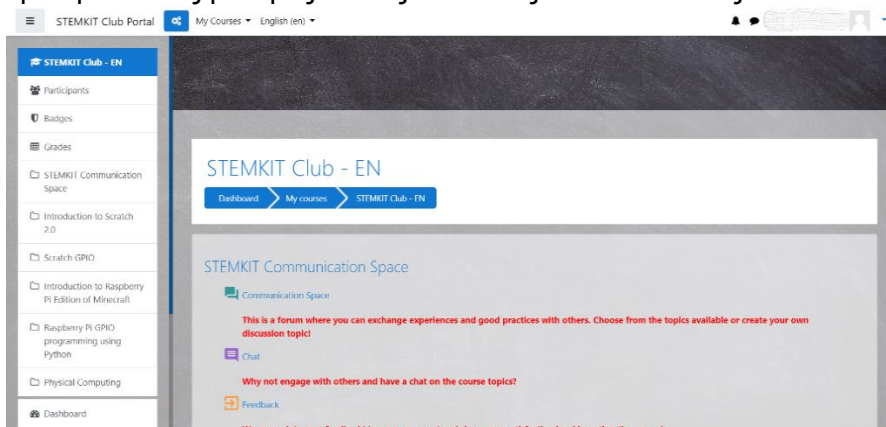 STEMKIT Club Portal My Courses English (en)
STEMKIT Club - EN
Participants
Badges
Grades
STEMKIT Communication
Space
Introduction to Scratch
2.0
Scratch GPIO
Introduction to Raspberry
Pi Edition of Minecraft
Raspberry Pi GPIO
programming using
Python
Physical Computing
Dashboard
STEMKIT Club - EN
Dashboard My courses STEMKIT Club - EN
STEMKIT Communication Space
Communication Space
This is a forum where you can exchange experiences and good practices with others. Choose from the topics available or create your own
discussion topic!
Chat
Why not engage with others and have a chat on the course topics?
Feedback